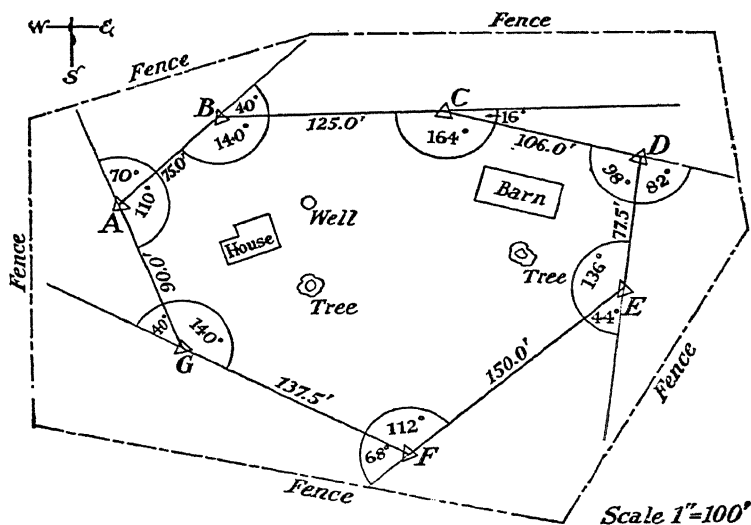 W E
S
Fence
Fence
B
40°
140°
125.0'
C
16°
164°
106.0'
D
98°
82°
75.0'
70°
110°
A
Well
House
Barn
77.5'
Fence
90.0'
Tree
Tree
136°
E
44°
40°
140°
G
150.0'
Fence
137.5'
112°
68°
F
Fence
Scale 1"=100'